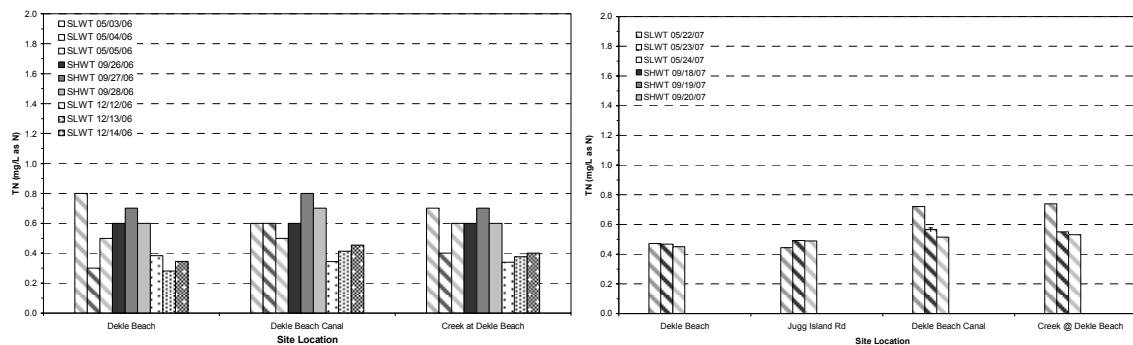 2.0
1.8
1.6
1.4
1.2
1.0
0.8
0.6
0.4
0.2
0.0
TN (mg/L as N)
SLWT 05/03/06
SLWT 05/04/06
SLWT 05/05/06
SHWT 09/26/06
SHWT 09/27/06
SHWT 09/28/06
SLWT 12/12/06
SLWT 12/13/06
SLWT 12/14/06
Dekle Beach
Dekle Beach Canal
Creek at Dekle Beach
Site Location
2.0
1.8
1.6
1.4
1.2
1.0
0.8
0.6
0.4
0.2
0.0
TN (mg/L as N)
SLWT 05/22/07
SLWT 05/23/07
SLWT 05/24/07
SHWT 09/18/07
SHWT 09/19/07
SHWT 09/20/07
Dekle Beach
Jugg Island Rd
Dekle Beach Canal
Creek @ Dekle Beach
Site Location